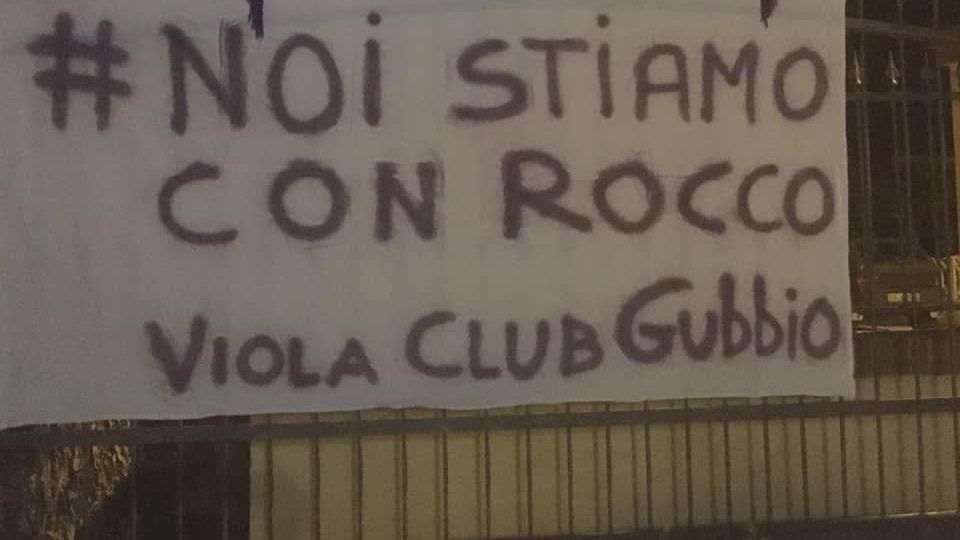 #NOI STIAMO
CON ROCCO
VIOLA CLUB GUBBIO